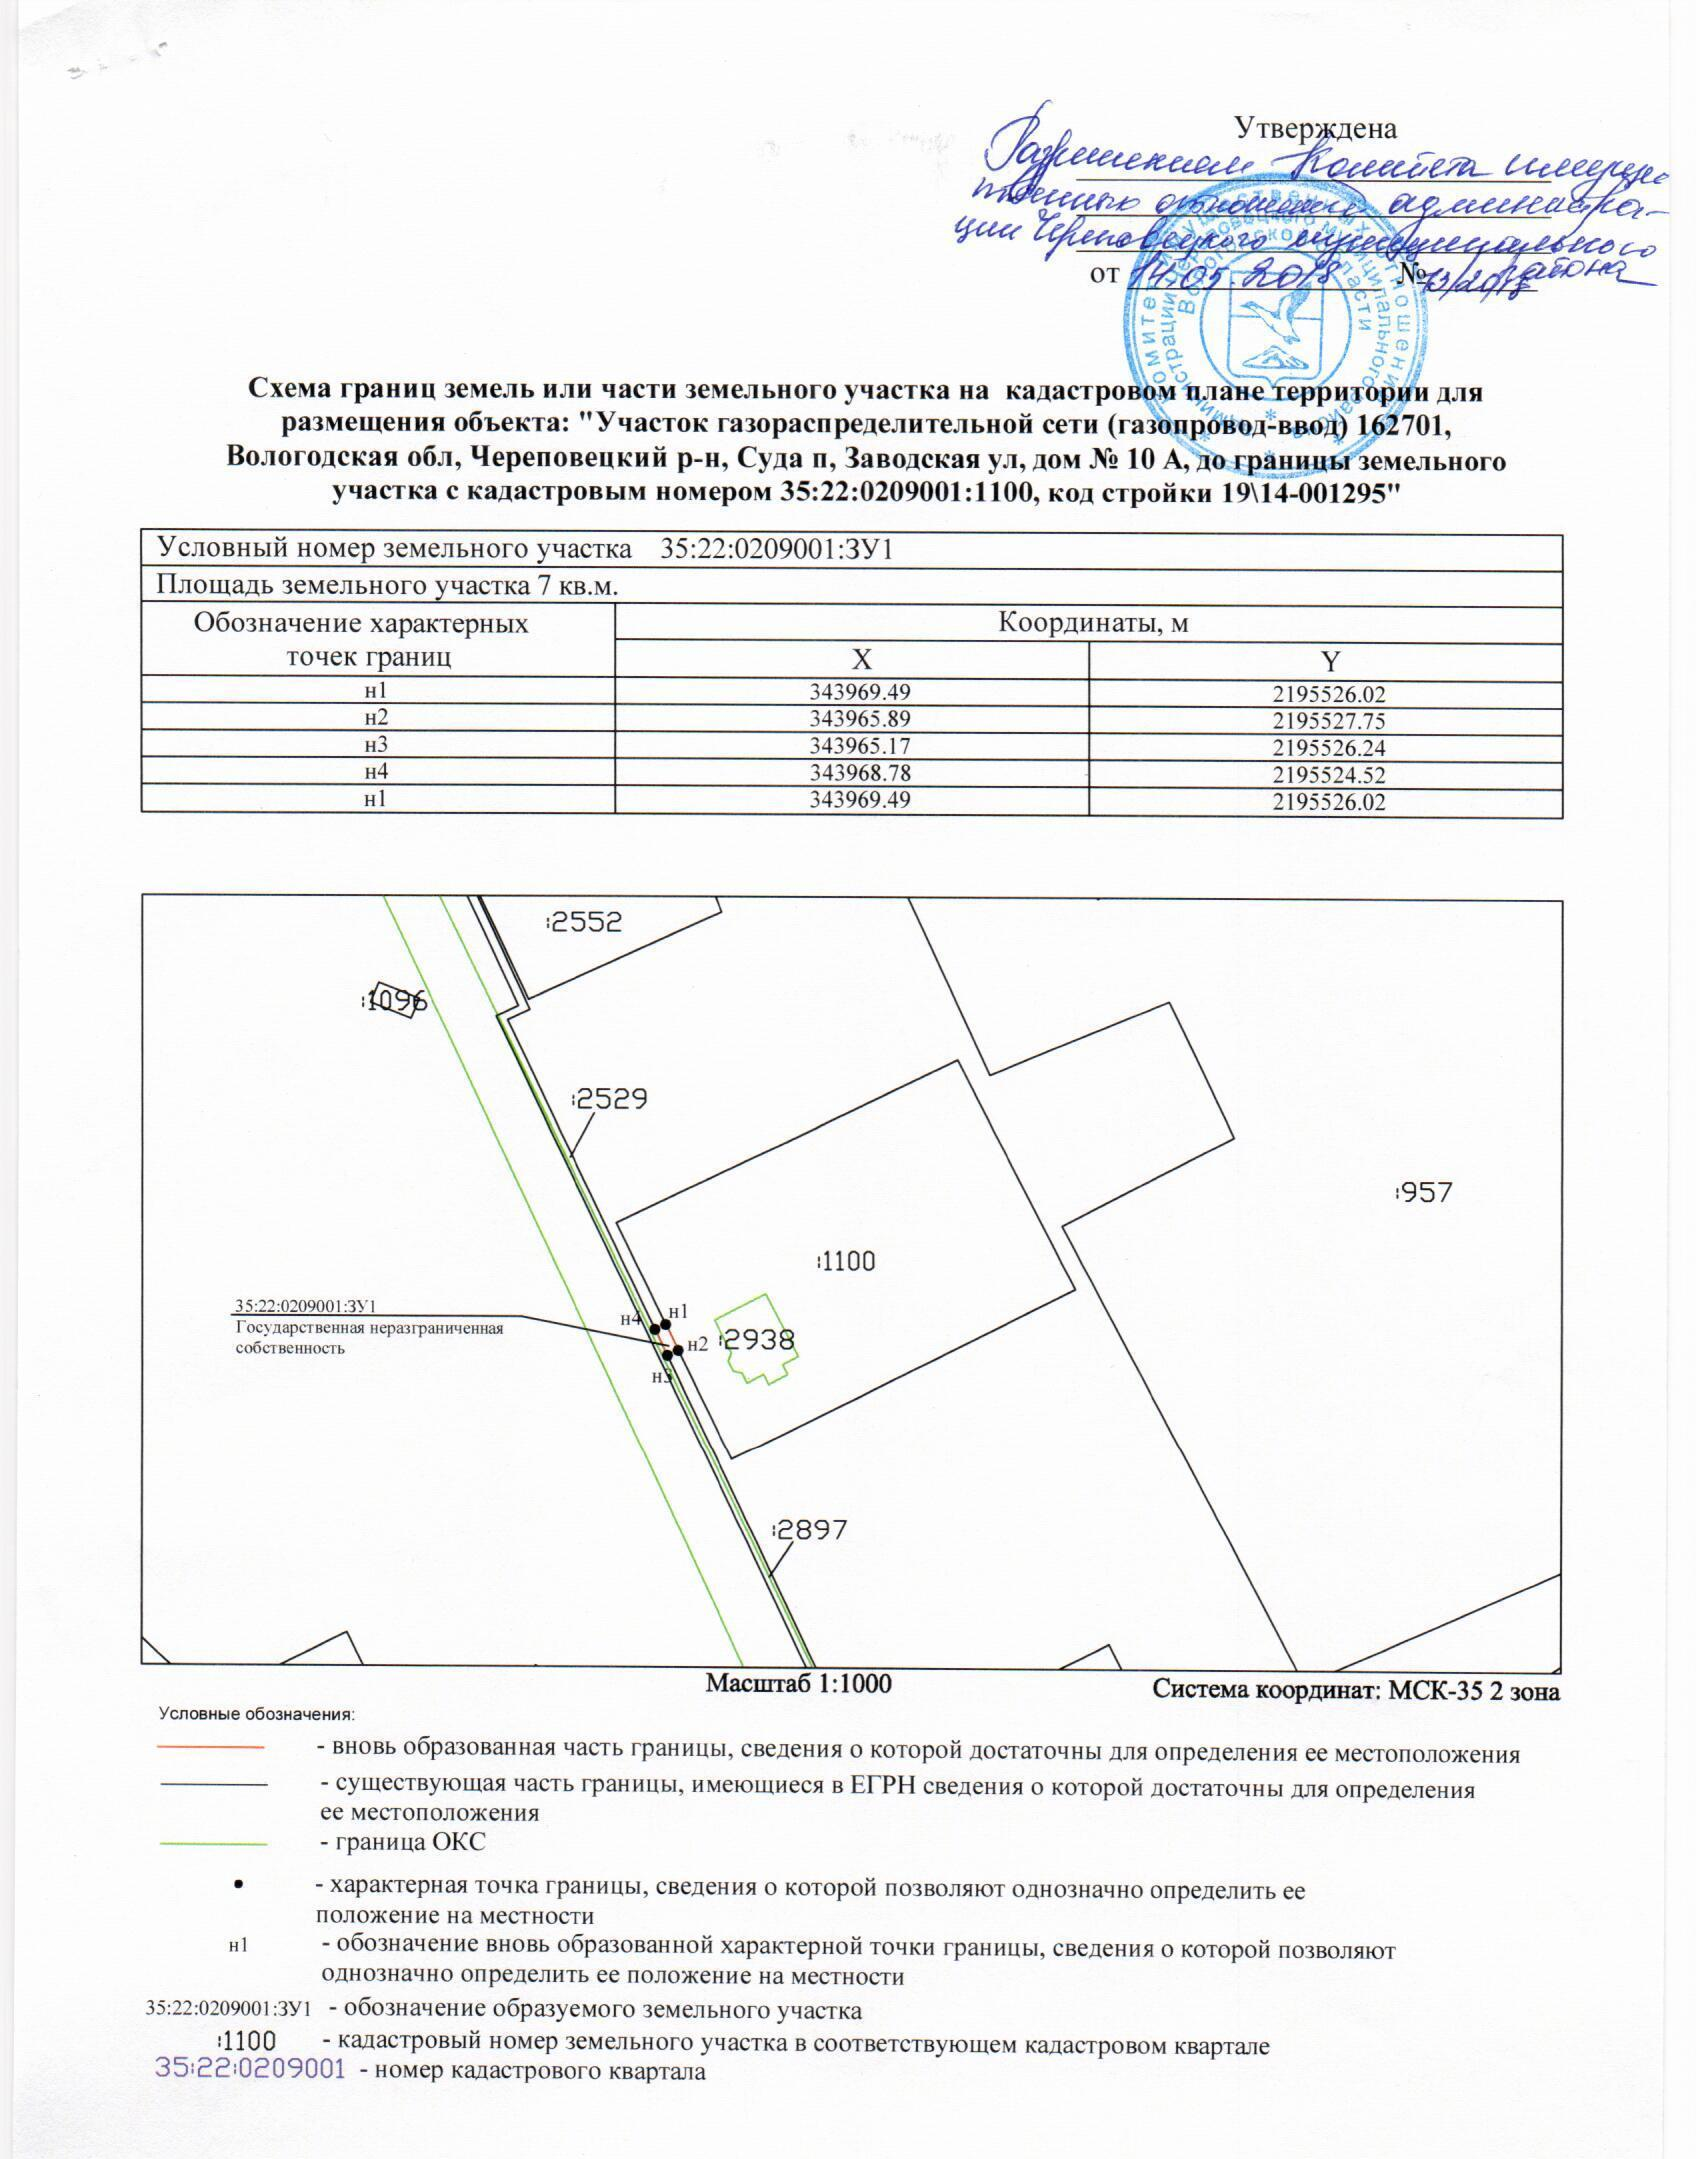 Утверждена
Разрешением Комитета имущест-
венных отношений администра-
ции Череповецкого муниципального
района
от 14.05.2018 №
Схема границ земель или части земельного участка на кадастровом плане территории для
размещения объекта: "Участок газораспределительной сети (газопровод-ввод) 162701,
Вологодская обл, Череповецкий р-н, Суда п, Заводская ул, дом № 10 А, до границы земельного
участка с кадастровым номером 35:22:0209001:1100, код стройки 19\14-001295"
Условный номер земельного участка 35:22:0209001:ЗУ1
Площадь земельного участка 7 кв.м.
Обозначение характерных
точек границ
Координаты, м
X Y
н1 343969.49 2195526.02
н2 343965.89 2195527.75
н3 343965.17 2195526.24
н4 343968.78 2195524.52
н1 343969.49 2195526.02
:2552
:1096
:2529
:957
:1100
35:22:0209001:ЗУ1
Государственная неразграниченная
собственность
н4
н1
н2
н3
:2938
:2897
Масштаб 1:1000
Система координат: МСК-35 2 зона
Условные обозначения:
- вновь образованная часть границы, сведения о которой достаточны для определения ее местоположения
- существующая часть границы, имеющиеся в ЕГРН сведения о которой достаточны для определения
ее местоположения
- граница ОКС
- характерная точка границы, сведения о которой позволяют однозначно определить ее
положение на местности
н1 - обозначение вновь образованной характерной точки границы, сведения о которой позволяют
однозначно определить ее положение на местности
35:22:0209001:ЗУ1 - обозначение образуемого земельного участка
:1100 - кадастровый номер земельного участка в соответствующем кадастровом квартале
35:22:0209001 - номер кадастрового квартала